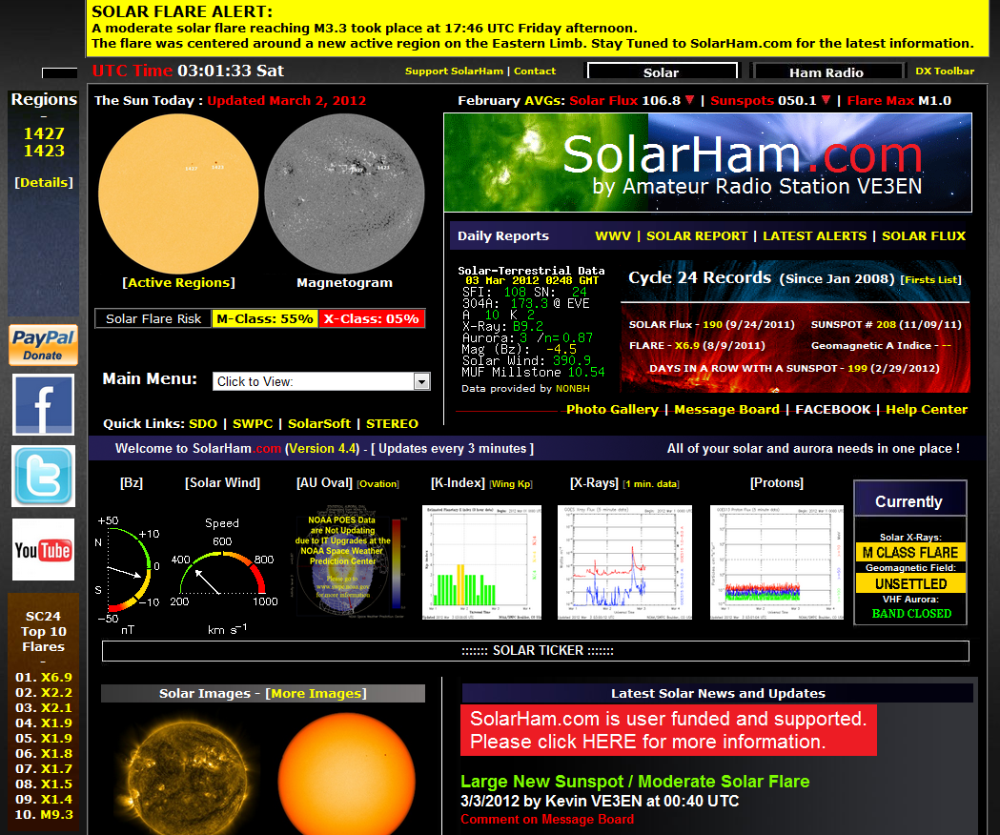 SOLAR FLARE ALERT:
A moderate solar flare reaching M3.3 took place at 17:46 UTC Friday afternoon.
The flare was centered around a new active region on the Eastern Limb. Stay Tuned to SolarHam.com for the latest information.
UTC Time 03:01:33 Sat
Support SolarHam | Contact
Solar
Ham Radio
DX Toolbar
Regions
-
1427
1423
[Details]
PayPal
Donate
You Tube
SC24
Top 10
Flares
-
01. X6.9
02. X2.2
03. X2.1
04. X1.9
05. X1.9
06. X1.8
07. X1.7
08. X1.5
09. X1.4
10. M9.3
The Sun Today : Updated March 2, 2012
1427 1423
1427 1423
[Active Regions]
Magnetogram
Solar Flare Risk M-Class: 55% X-Class: 05%
Main Menu: Click to View:
Quick Links: SDO | SWPC | SolarSoft | STEREO
February AVGs: Solar Flux 106.8 | Sunspots 050.1 | Flare Max M1.0
SolarHam.com
by Amateur Radio Station VE3EN
Daily Reports
WWV | SOLAR REPORT | LATEST ALERTS | SOLAR FLUX
Solar-Terrestrial Data
03 Mar 2012 0248 GMT
SFI: 108 SN: 24
304A: 173.3 @ EVE
A 10 K 2
X-Ray: B9.2
Aurora: 3 /n=0.87
Mag (Bz): -4.5
Solar Wind: 390.9
MUF Millstone 10.54
Data provided by N0NBH
Cycle 24 Records (Since Jan 2008) [Firsts List]
SOLAR Flux - 190 (9/24/2011) SUNSPOT # 208 (11/09/11)
FLARE - X6.9 (8/9/2011) Geomagnetic A Indice - --
DAYS IN A ROW WITH A SUNSPOT - 199 (2/29/2012)
Photo Gallery | Message Board | FACEBOOK | Help Center
Welcome to SolarHam.com (Version 4.4) - [ Updates every 3 minutes ]
All of your solar and aurora needs in one place !
[Bz]
[Solar Wind]
[AU Oval] [Ovation]
[K-Index] [Wing Kp]
[X-Rays] [1 min. data]
[Protons]
+50
+10
N
0
S
-10
-50
nT
Speed
600
400
800
200
1000
km s-1
NOAA POES Data
are Not Updating
due to IT Upgrades at the
NOAA Space Weather
Prediction Center
Please go to
www.swpc.noaa.gov
for more information
Currently
Solar X-Rays:
M CLASS FLARE
Geomagnetic Field:
UNSETTLED
VHF Aurora:
BAND CLOSED
::::::: SOLAR TICKER :::::::
Solar Images - [More Images]
Latest Solar News and Updates
SolarHam.com is user funded and supported.
Please click HERE for more information.
Large New Sunspot / Moderate Solar Flare
3/3/2012 by Kevin VE3EN at 00:40 UTC
Comment on Message Board